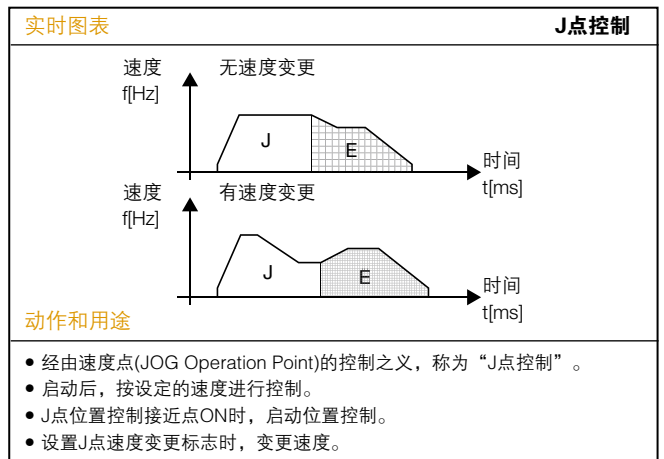 实时图表 J点控制
速度 无速度变更
f[Hz]
J E
时间
t[ms]
速度 有速度变更
f[Hz]
J E
时间
t[ms]
动作和用途
● 经由速度点(JOG Operation Point)的控制之义，称为“J点控制”。
● 启动后，按设定的速度进行控制。
● J点位置控制接近点ON时，启动位置控制。
● 设置J点速度变更标志时，变更速度。